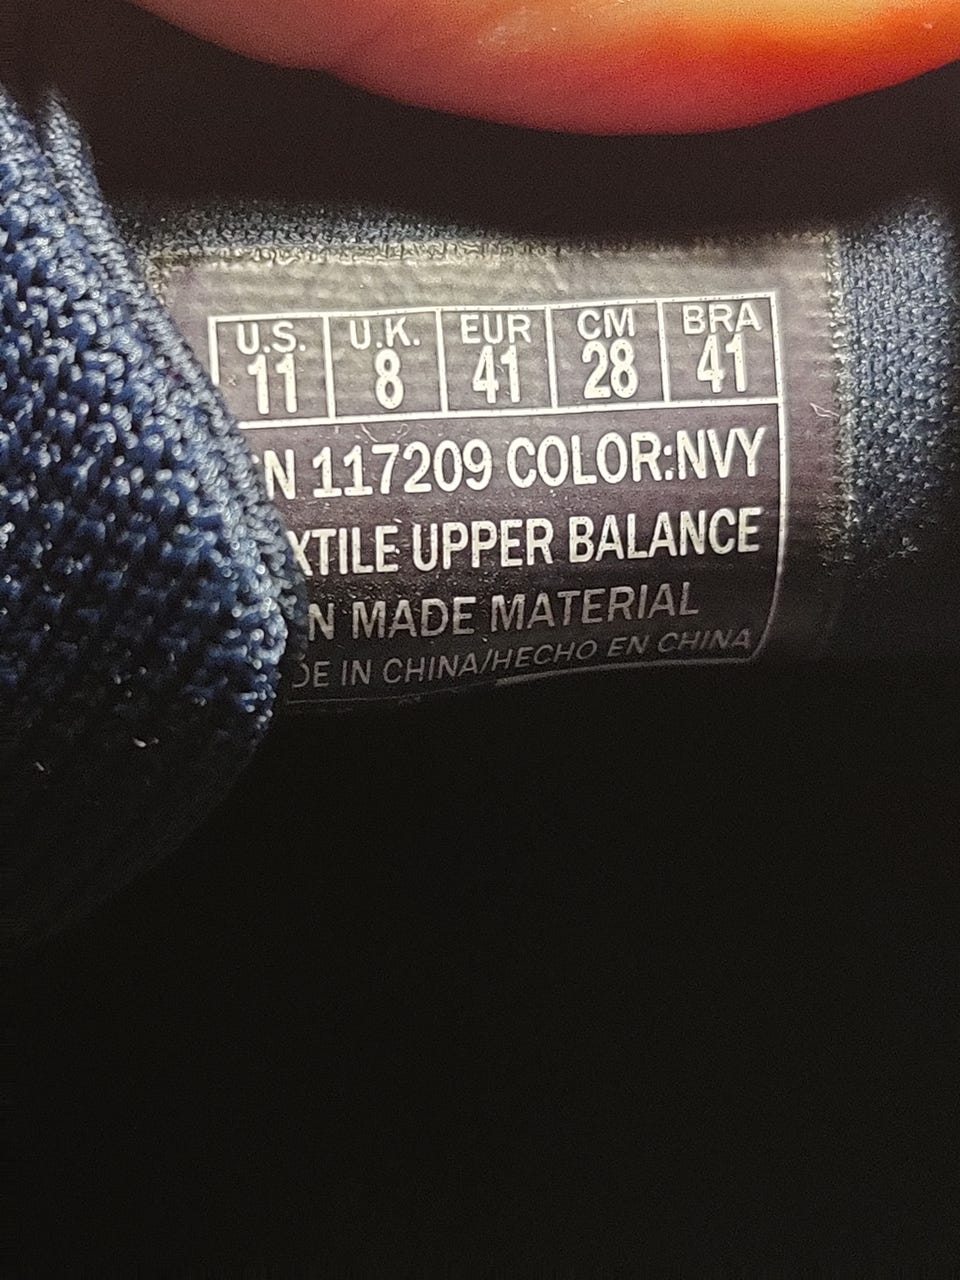 U.S. U.K. EUR CM BRA
11 8 41 28 41
N 117209 COLOR:NVY
XTILE UPPER BALANCE
N MADE MATERIAL
DE IN CHINA/HECHO EN CHINA